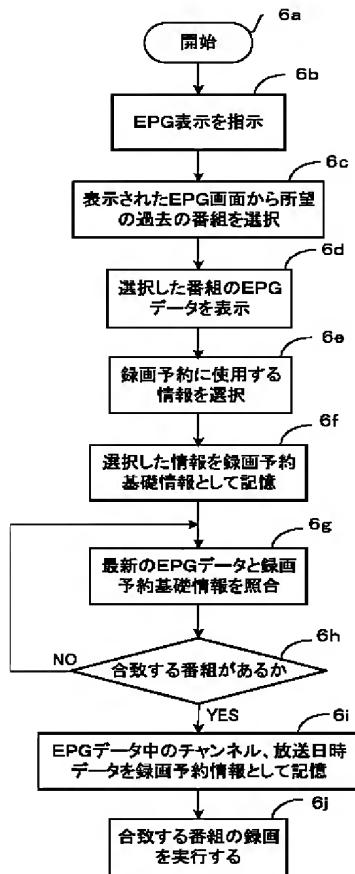 6a
開始
6b
EPG表示を指示
6c
表示されたEPG画面から所望
の過去の番組を選択
6d
選択した番組のEPG
データを表示
6e
録画予約に使用する
情報を選択
6f
選択した情報を録画予約
基礎情報として記憶
6g
最新のEPGデータと録画
予約基礎情報を照合
6h
合致する番組があるか
NO
YES
6i
EPGデータ中のチャンネル、放送日時
データを録画予約情報として記憶
6j
合致する番組の録画
を実行する